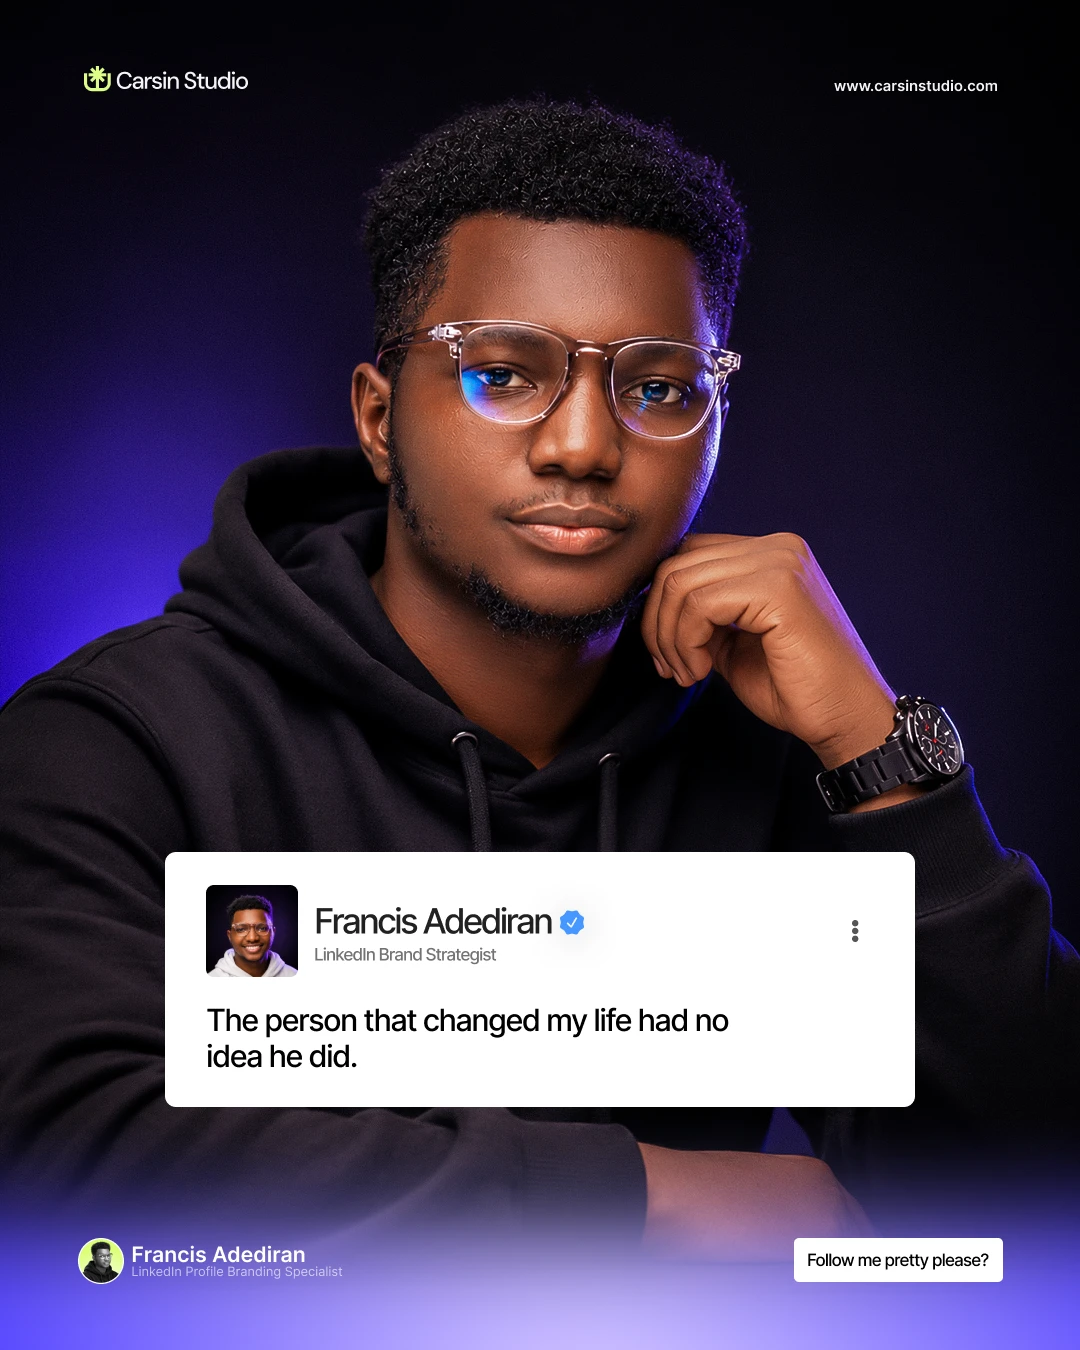 Carsin Studio
www.carsinstudio.com
Francis Adediran
LinkedIn Brand Strategist
The person that changed my life had no
idea he did.
Francis Adediran
LinkedIn Profile Branding Specialist
Follow me pretty please?